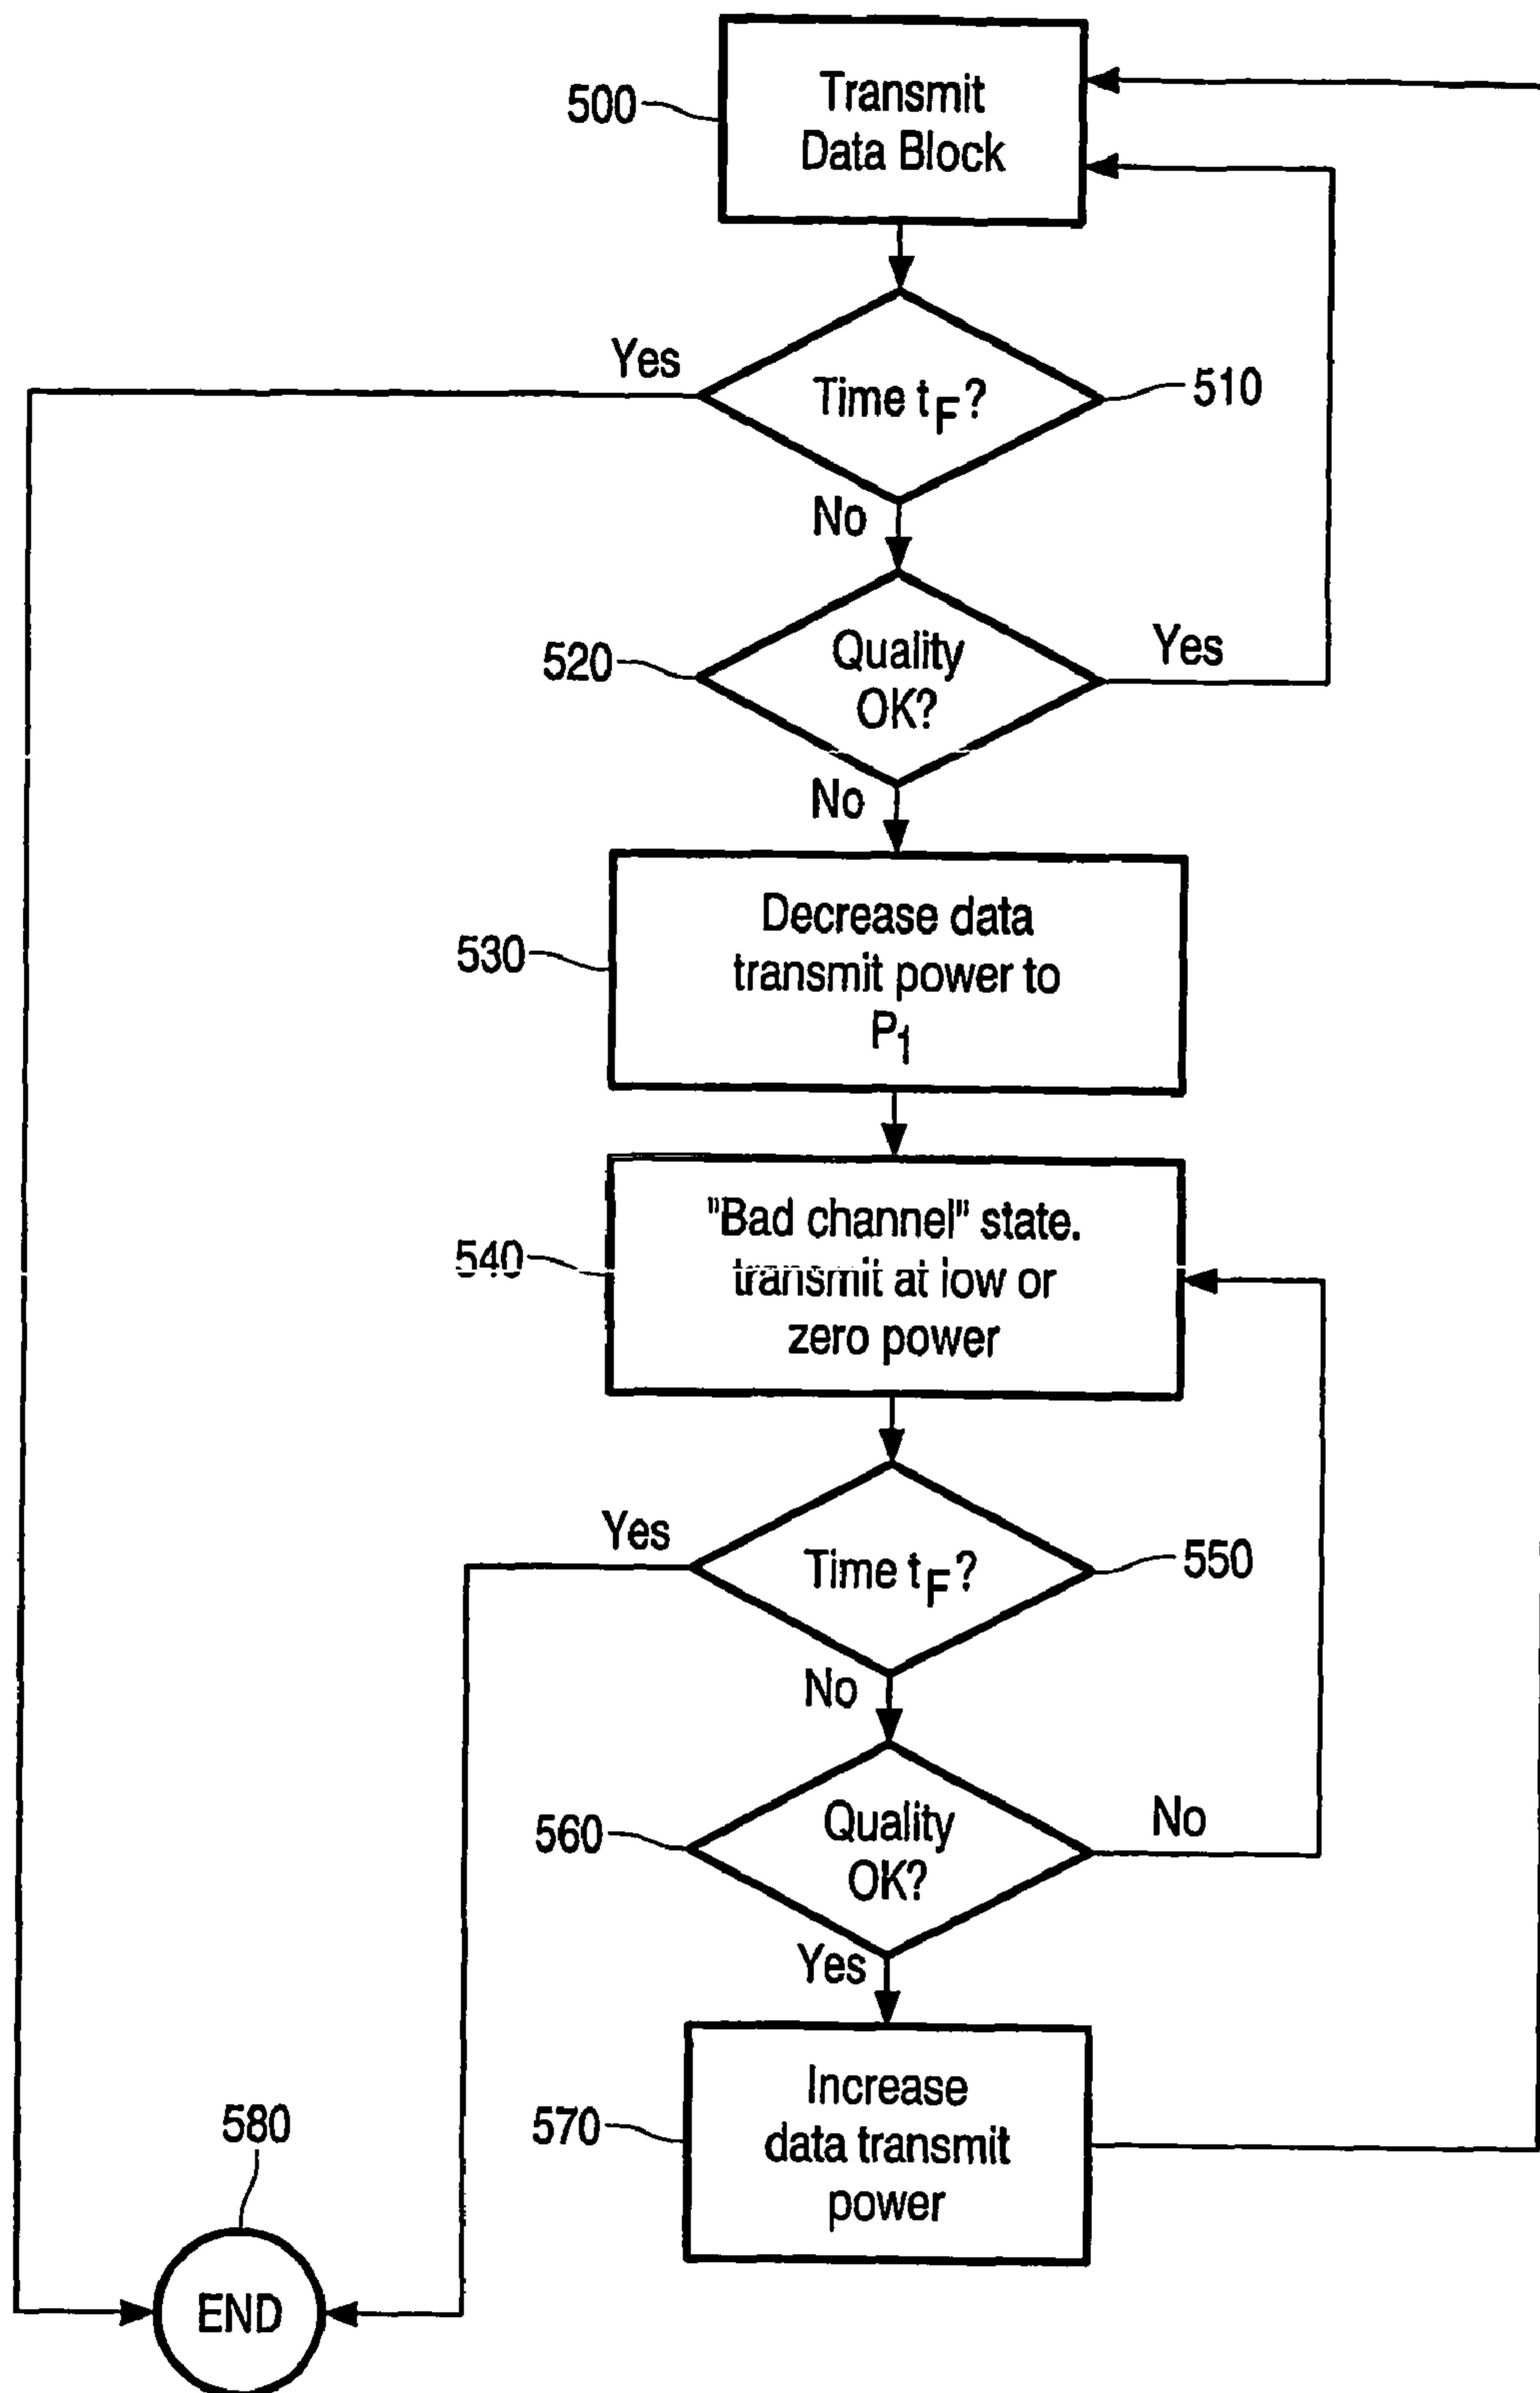 500
Transmit
Data Block
Yes
Time tF?
510
No
520
Quality
OK?
Yes
No
530
Decrease data
transmit power to
P1
540
"Bad channel" state.
transmit at low or
zero power
Yes
Time tF?
550
No
560
Quality
OK?
No
Yes
570
Increase
data transmit
power
580
END